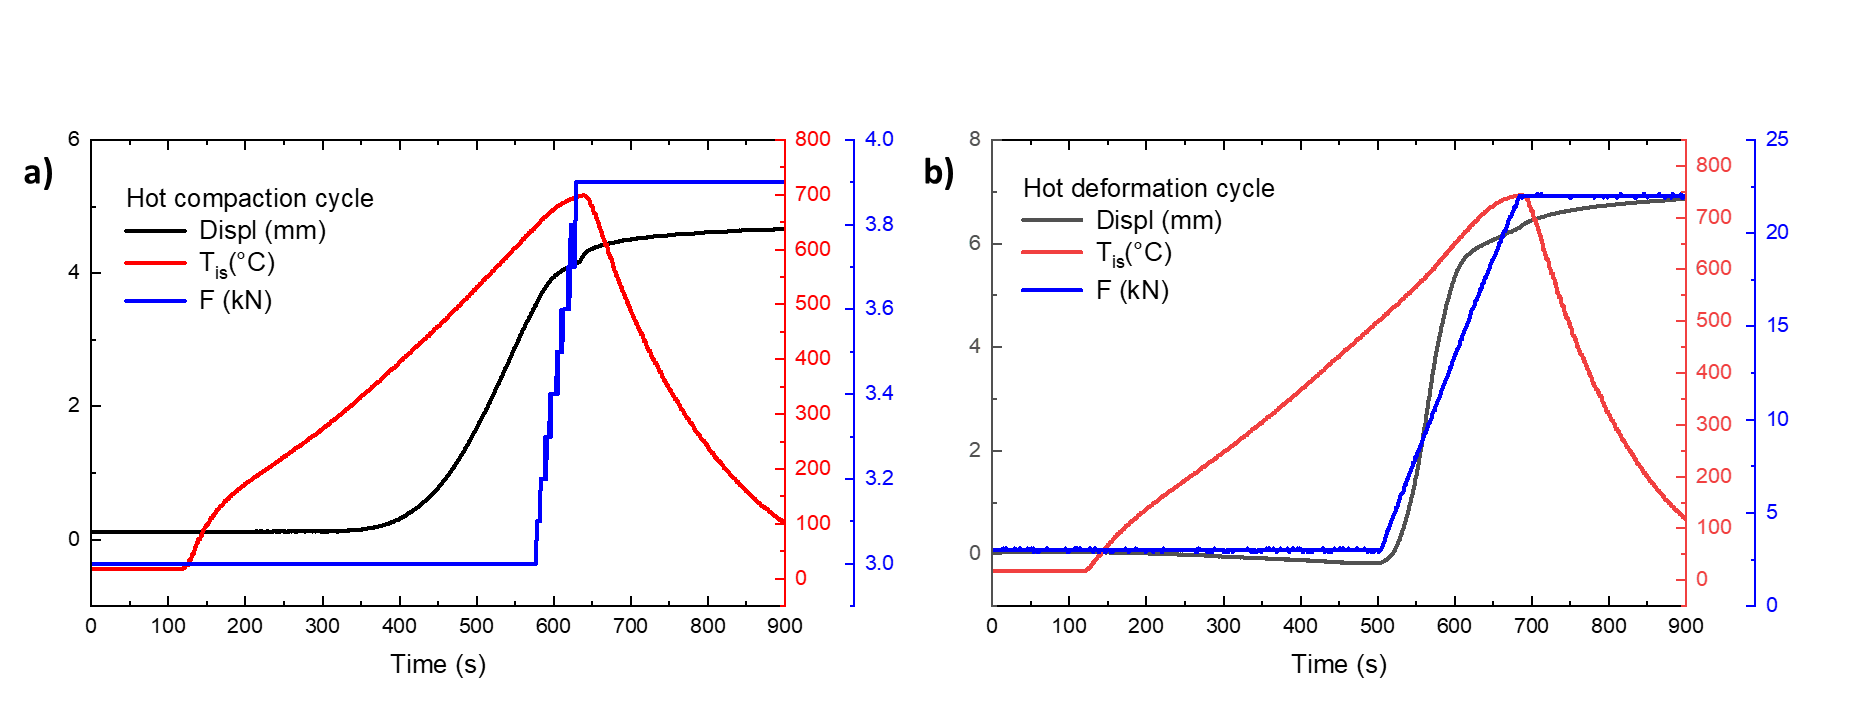 a)
Hot compaction cycle
Displ (mm)
Tis(°C)
F (kN)
6
4
2
0
800
700
600
500
400
300
200
100
0
4.0
3.8
3.6
3.4
3.2
3.0
0 100 200 300 400 500 600 700 800 900
Time (s)
b)
Hot deformation cycle
Displ (mm)
Tis(°C)
F (kN)
8
6
4
2
0
800
700
600
500
400
300
200
100
0
25
20
15
10
5
0
0 100 200 300 400 500 600 700 800 900
Time (s)